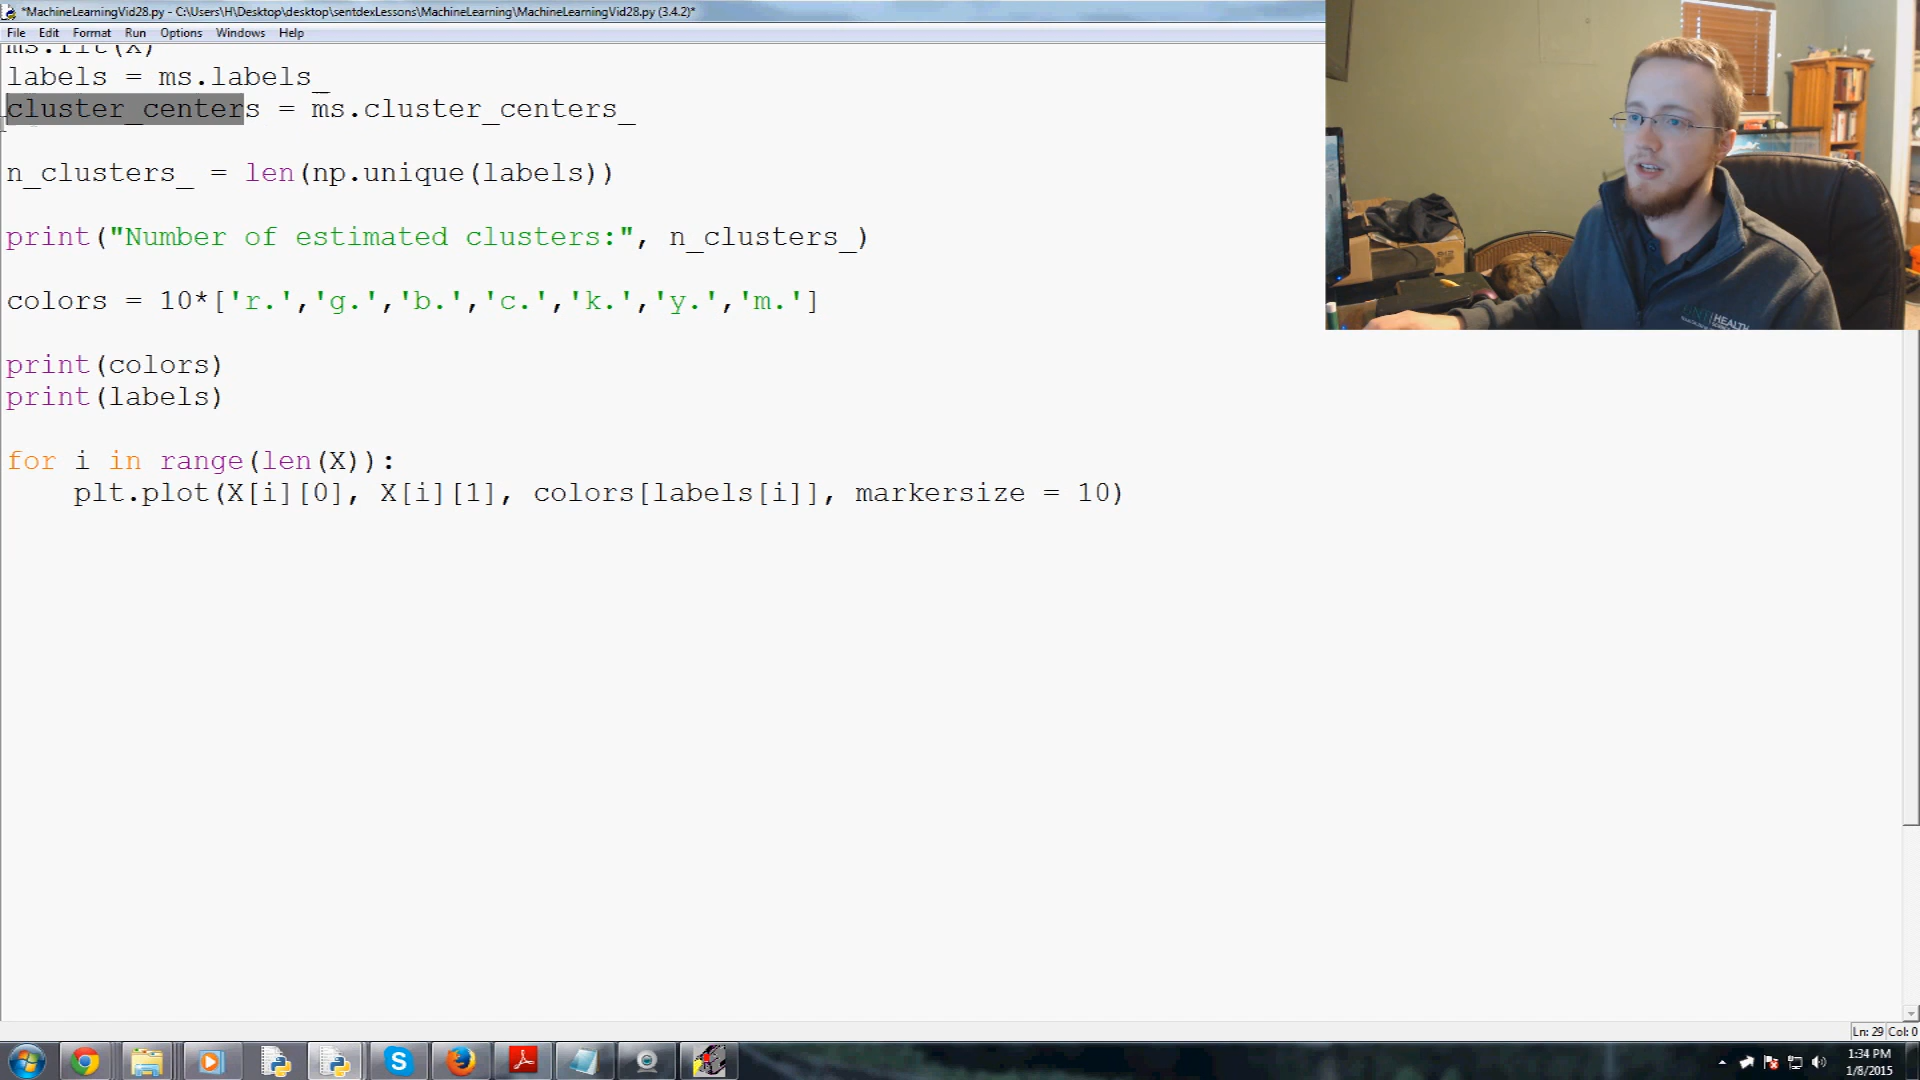 *MachineLearningVid28.py - C:\Users\H\Desktop\desktop\sentdexLessons\MachineLearning\MachineLearningVid28.py (3.4.2)*
File Edit Format Run Options Windows Help
ms.fit(X)
labels = ms.labels_
cluster_centers = ms.cluster_centers_
n_clusters_ = len(np.unique(labels))
print("Number of estimated clusters:", n_clusters_)
colors = 10*['r.','g.','b.','c.','k.','y.','m.']
print(colors)
print(labels)
for i in range(len(X)):
plt.plot(X[i][0], X[i][1], colors[labels[i]], markersize = 10)
HEALTH
Ln: 29 Col: 0
1:34 PM
1/8/2015